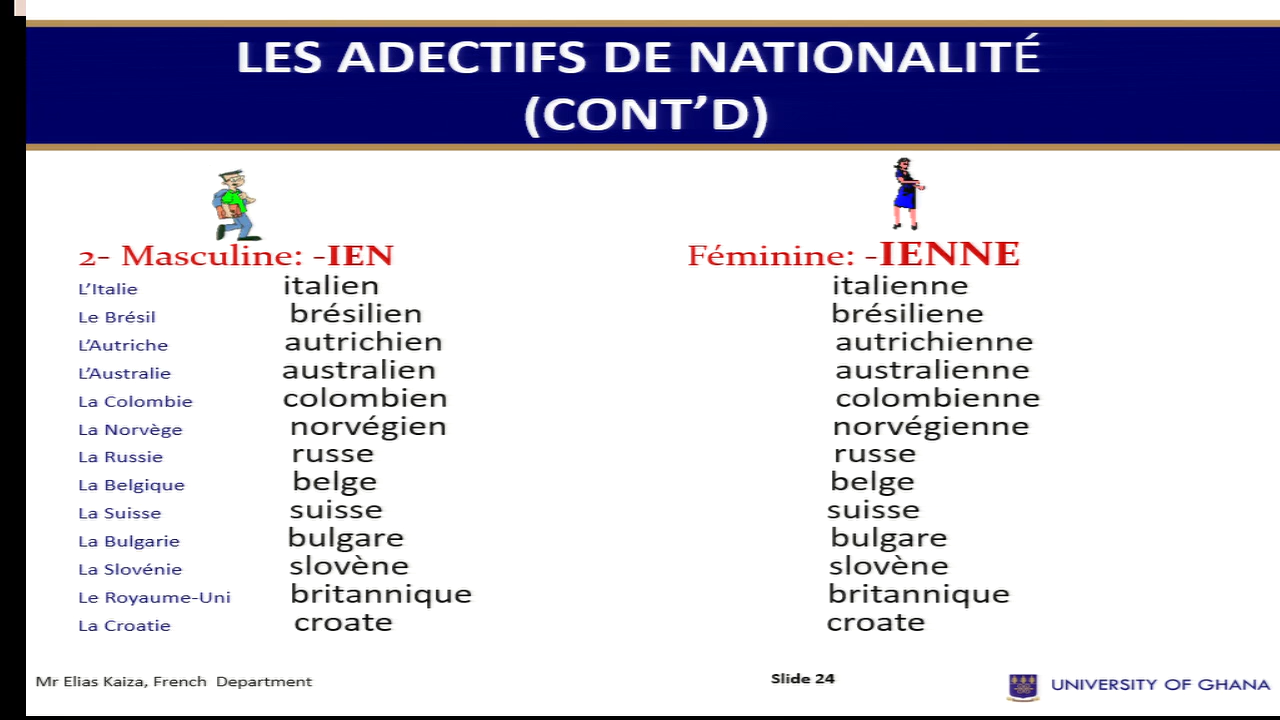 LES ADECTIFS DE NATIONALITÉ
(CONT’D)
2- Masculine: -IEN Féminine: -IENNE
L’Italie italien italienne
Le Brésil brésilien brésiliene
L’Autriche autrichien autrichienne
L’Australie australien australienne
La Colombie colombien colombienne
La Norvège norvégien norvégienne
La Russie russe russe
La Belgique belge belge
La Suisse suisse suisse
La Bulgarie bulgare bulgare
La Slovénie slovène slovène
Le Royaume-Uni britannique britannique
La Croatie croate croate
Mr Elias Kaiza, French Department Slide 24 UNIVERSITY OF GHANA